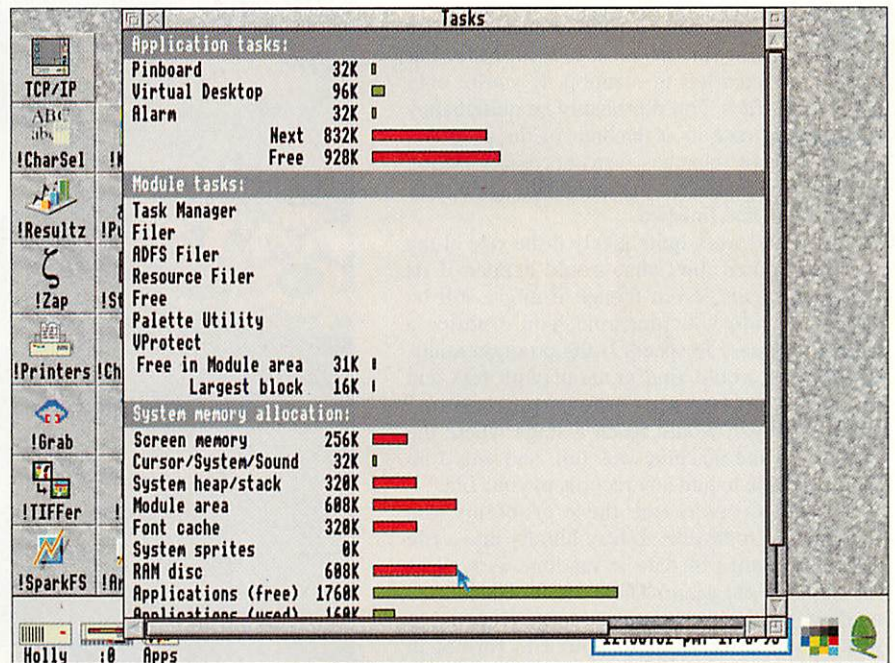 Tasks
Application tasks:
Pinboard 32K
Virtual Desktop 96K
Alarm 32K
Next 832K
Free 928K
Module tasks:
Task Manager
Filer
ADFS Filer
Resource Filer
Free
Palette Utility
VProtect
Free in Module area 31K
Largest block 16K
System memory allocation:
Screen memory 256K
Cursor/System/Sound 32K
System heap/stack 320K
Module area 608K
Font cache 320K
System sprites 0K
RAM disc 608K
Applications (free) 1760K
Applications (used) 160K
TCP/IP
ABC
!CharSel
!Resultz
!Zap
!Printers
!Grab
!TIFFer
!SparkFS
Holly :0 Apps